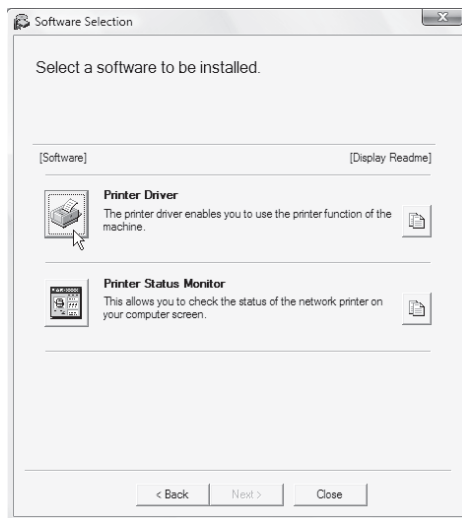 Software Selection
Select a software to be installed.
[Software] [Display Readme]
Printer Driver
The printer driver enables you to use the printer function of the
machine.
Printer Status Monitor
This allows you to check the status of the network printer on
your computer screen.
< Back Next > Close